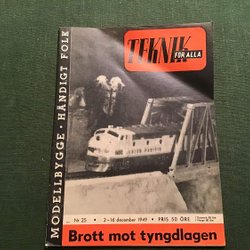 TEKNIK
FÖR ALLA
MODELLBYGGE · HÄNDIGT FOLK
Nr 25 · 2–16 december 1949 · PRIS 50 ÖRE
Brott mot tyngdlagen